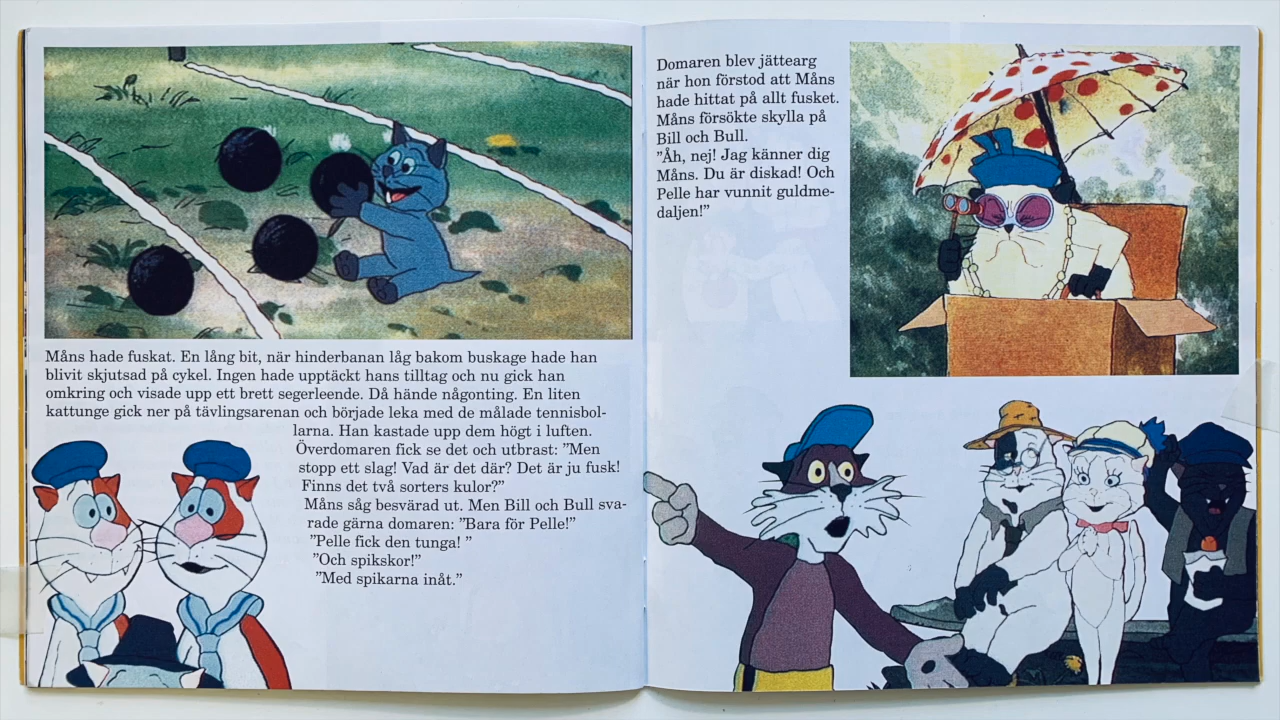 Måns hade fuskat. En lång bit, när hinderbanan låg bakom buskage hade han
blivit skjutsad på cykel. Ingen hade upptäckt hans tilltag och nu gick han
omkring och visade upp ett brett segerleende. Då hände någonting. En liten
kattunge gick ner på tävlingsarenan och började leka med de målade tennisbol-
larna. Han kastade upp dem högt i luften.
Överdomaren fick se det och utbrast: ”Men
stopp ett slag! Vad är det där? Det är ju fusk!
Finns det två sorters kulor?”
Måns såg besvärad ut. Men Bill och Bull sva-
rade gärna domaren: ”Bara för Pelle!”
”Pelle fick den tunga! ”
”Och spikskor!”
”Med spikarna inåt.”
Domaren blev jättearg
när hon förstod att Måns
hade hittat på allt fusket.
Måns försökte skylla på
Bill och Bull.
”Åh, nej! Jag känner dig
Måns. Du är diskad! Och
Pelle har vunnit guldme-
daljen!”